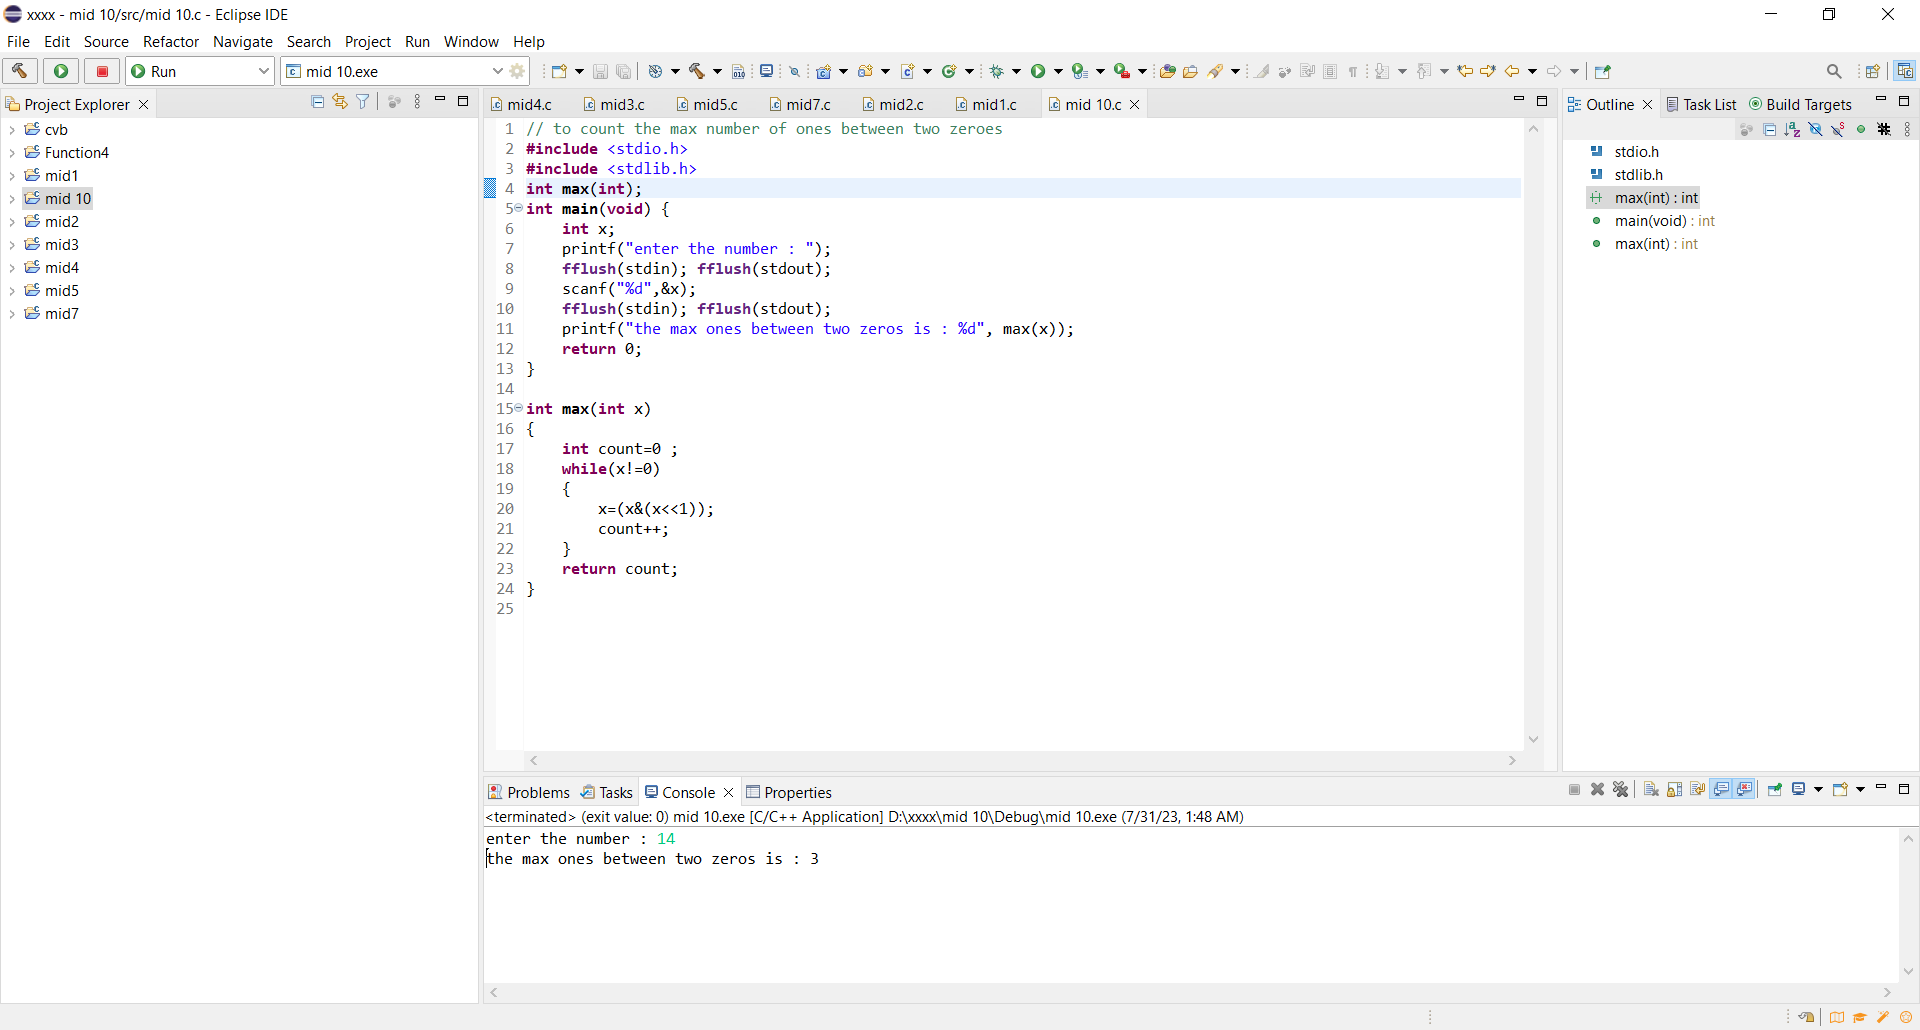 xxxx - mid 10/src/mid 10.c - Eclipse IDE
File Edit Source Refactor Navigate Search Project Run Window Help
Run
mid 10.exe
Project Explorer
cvb
Function4
mid1
mid 10
mid2
mid3
mid4
mid5
mid7
mid4.c mid3.c mid5.c mid7.c mid2.c mid1.c mid 10.c
1 // to count the max number of ones between two zeroes
2 #include <stdio.h>
3 #include <stdlib.h>
4 int max(int);
5 int main(void) {
6     int x;
7     printf("enter the number : ");
8     fflush(stdin); fflush(stdout);
9     scanf("%d",&x);
10     fflush(stdin); fflush(stdout);
11     printf("the max ones between two zeros is : %d", max(x));
12     return 0;
13 }
14
15 int max(int x)
16 {
17     int count=0 ;
18     while(x!=0)
19     {
20         x=(x&(x<<1));
21         count++;
22     }
23     return count;
24 }
25
Outline Task List Build Targets
stdio.h
stdlib.h
max(int) : int
main(void) : int
max(int) : int
Problems Tasks Console Properties
<terminated> (exit value: 0) mid 10.exe [C/C++ Application] D:\xxxx\mid 10\Debug\mid 10.exe (7/31/23, 1:48 AM)
enter the number : 14
the max ones between two zeros is : 3